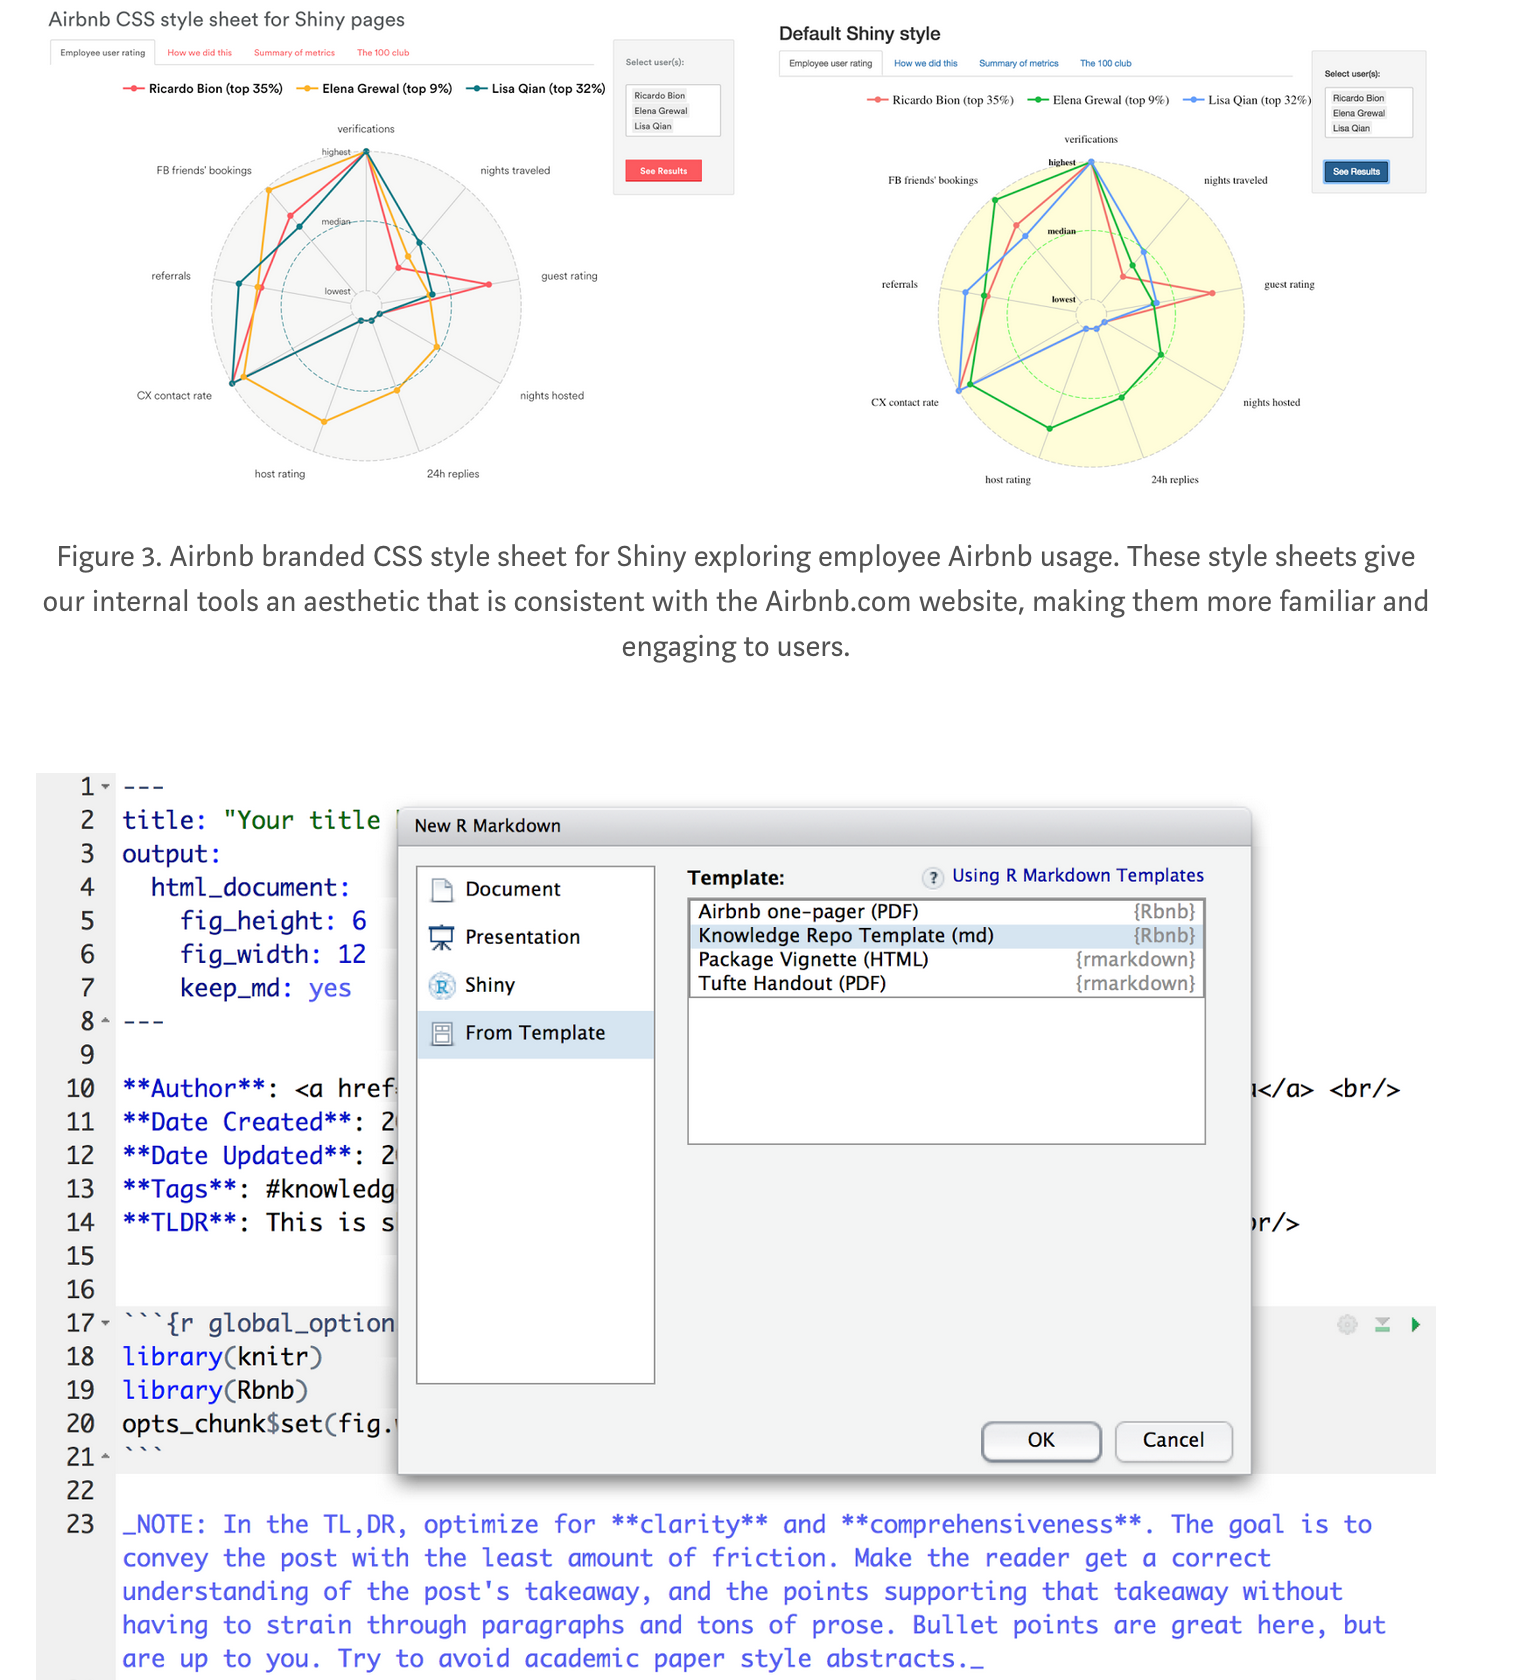 Airbnb CSS style sheet for Shiny pages
Employee user rating How we did this Summary of metrics The 100 club
Ricardo Bion (top 35%) Elena Grewal (top 9%) Lisa Qian (top 32%)
verifications
highest
FB friends' bookings
nights traveled
median
referrals
guest rating
lowest
CX contact rate
nights hosted
host rating
24h replies
Select user(s):
Ricardo Bion
Elena Grewal
Lisa Qian
See Results
Default Shiny style
Employee user rating How we did this Summary of metrics The 100 club
Ricardo Bion (top 35%) Elena Grewal (top 9%) Lisa Qian (top 32%)
verifications
highest
FB friends' bookings
nights traveled
median
referrals
guest rating
lowest
CX contact rate
nights hosted
host rating
24h replies
Select user(s):
Ricardo Bion
Elena Grewal
Lisa Qian
See Results
Figure 3. Airbnb branded CSS style sheet for Shiny exploring employee Airbnb usage. These style sheets give
our internal tools an aesthetic that is consistent with the Airbnb.com website, making them more familiar and
engaging to users.
1 ---
2 title: "Your title
3 output:
4 html_document:
5 fig_height: 6
6 fig_width: 12
7 keep_md: yes
8 ---
9
10 **Author**: <a href </a> <br/>
11 **Date Created**: 2
12 **Date Updated**: 2
13 **Tags**: #knowledg
14 **TLDR**: This is s br/>
15
16
17 ```{r global_option
18 library(knitr)
19 library(Rbnb)
20 opts_chunk$set(fig.
21 ```
22
23 _NOTE: In the TL,DR, optimize for **clarity** and **comprehensiveness**. The goal is to
convey the post with the least amount of friction. Make the reader get a correct
understanding of the post's takeaway, and the points supporting that takeaway without
having to strain through paragraphs and tons of prose. Bullet points are great here, but
are up to you. Try to avoid academic paper style abstracts._
New R Markdown
Document
Presentation
Shiny
From Template
Template: ? Using R Markdown Templates
Airbnb one-pager (PDF) {Rbnb}
Knowledge Repo Template (md) {Rbnb}
Package Vignette (HTML) {rmarkdown}
Tufte Handout (PDF) {rmarkdown}
OK Cancel